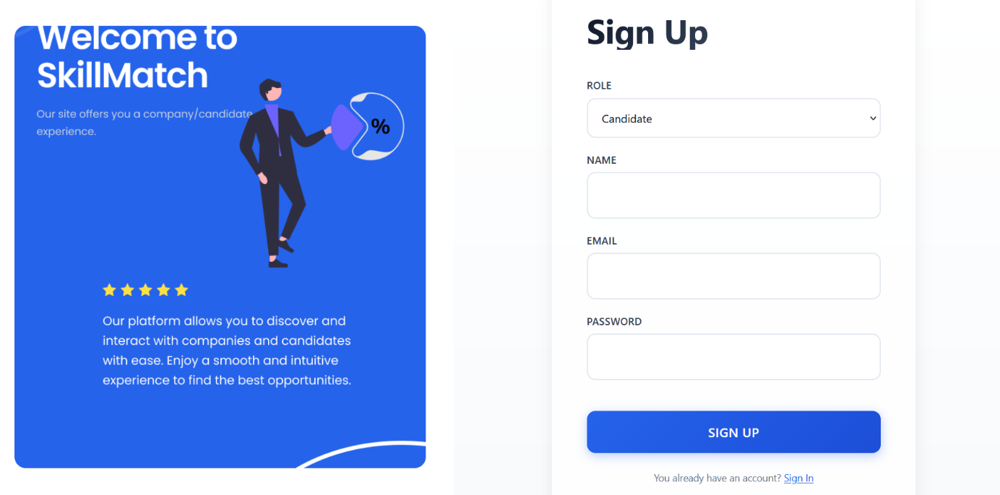 Welcome to
SkillMatch
Our site offers you a company/candidate
experience.
%
Our platform allows you to discover and
interact with companies and candidates
with ease. Enjoy a smooth and intuitive
experience to find the best opportunities.
Sign Up
ROLE
Candidate
NAME
EMAIL
PASSWORD
SIGN UP
You already have an account? Sign In